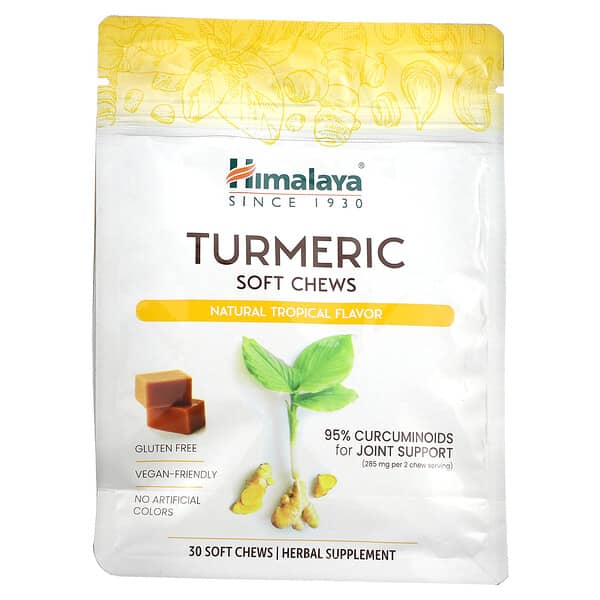 Himalaya®
SINCE 1930
TURMERIC
SOFT CHEWS
NATURAL TROPICAL FLAVOR
GLUTEN FREE
VEGAN-FRIENDLY
NO ARTIFICIAL
COLORS
95% CURCUMINOIDS
for JOINT SUPPORT
(285 mg per 2 chew serving)
30 SOFT CHEWS | HERBAL SUPPLEMENT